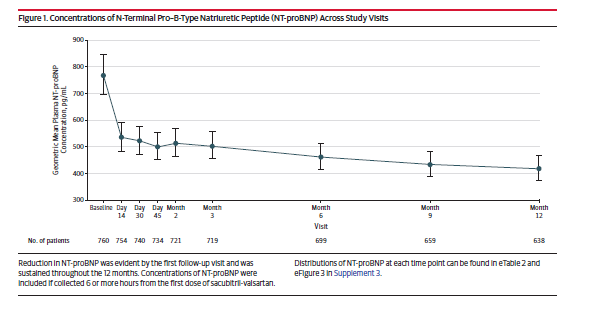 Figure 1. Concentrations of N-Terminal Pro–B-Type Natriuretic Peptide (NT-proBNP) Across Study Visits
900
800
700
600
500
400
300
Geometric Mean Plasma NT-proBNP
Concentration, pg/mL
Baseline Day Day Day Month Month Month Month Month
14 30 45 2 3 6 9 12
Visit
No. of patients 760 754 740 734 721 719 699 659 638
Reduction in NT-proBNP was evident by the first follow-up visit and was
sustained throughout the 12 months. Concentrations of NT-proBNP were
included if collected 6 or more hours from the first dose of sacubitril-valsartan.
Distributions of NT-proBNP at each time point can be found in eTable 2 and
eFigure 3 in Supplement 3.